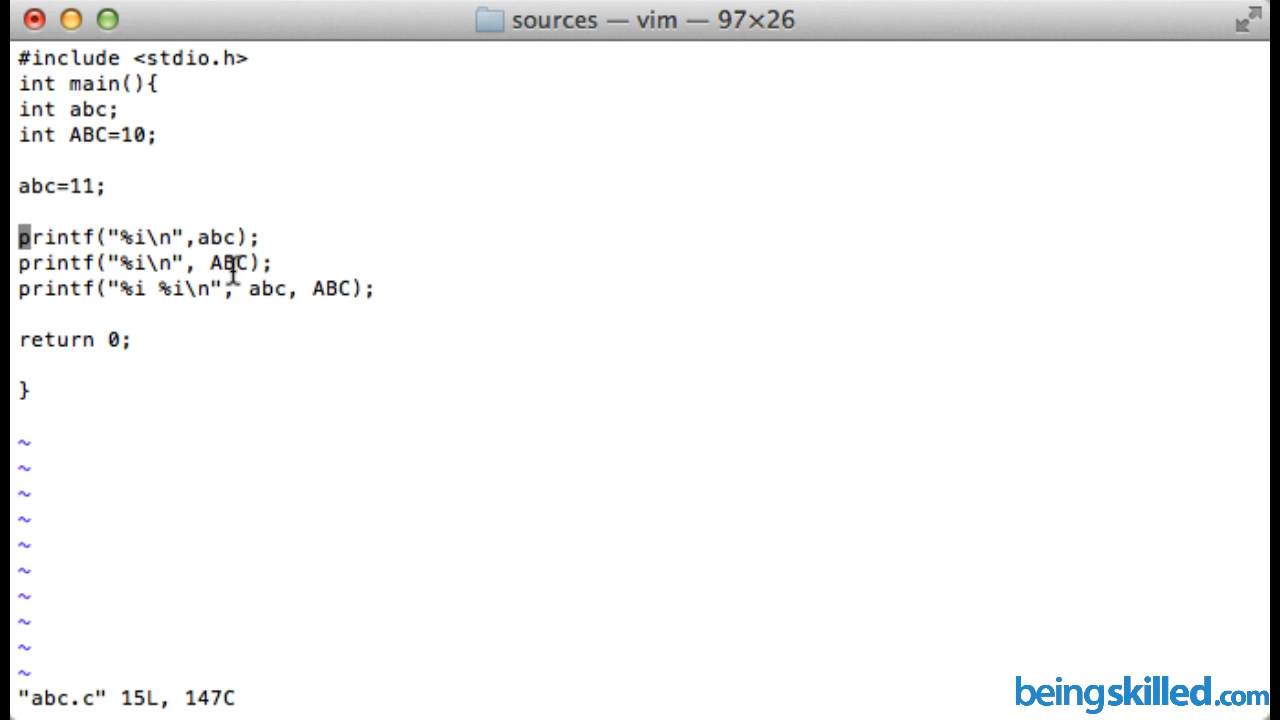 sources — vim — 97×26
#include <stdio.h>
int main(){
int abc;
int ABC=10;
abc=11;
printf("%i\n",abc);
printf("%i\n", ABC);
printf("%i %i\n", abc, ABC);
return 0;
}
~
~
~
~
~
~
~
~
~
~
"abc.c" 15L, 147C
beingskilled.com